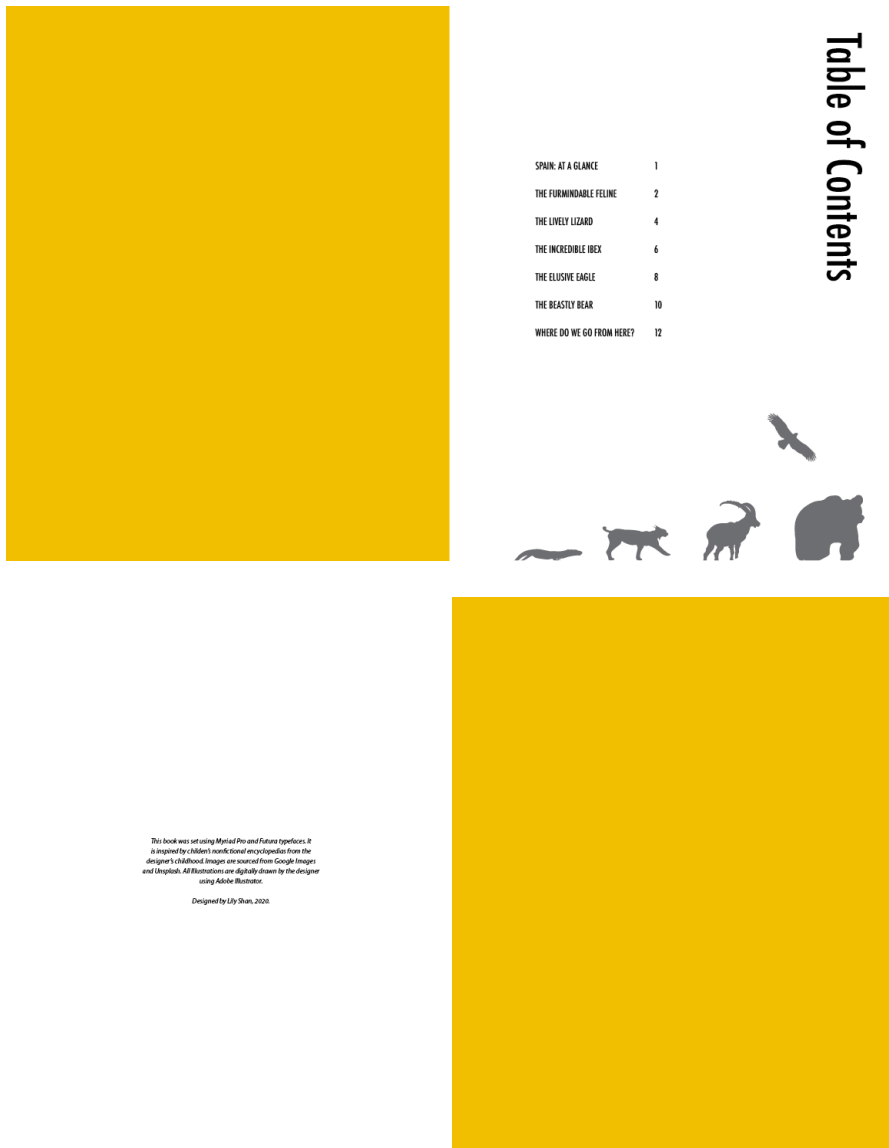 Table of Contents
SPAIN: AT A GLANCE 1
THE FURMINDABLE FELINE 2
THE LIVELY LIZARD 4
THE INCREDIBLE IBEX 6
THE ELUSIVE EAGLE 8
THE BEASTLY BEAR 10
WHERE DO WE GO FROM HERE? 12
This book was set using Myriad Pro and Futura typefaces. It
is inspired by childen's nonfictional encyclopedias from the
designer's childhood. Images are sourced from Google Images
and Unsplash. All Illustrations are digitally drawn by the designer
using Adobe Illustrator.
Designed by Lily Shan, 2020.